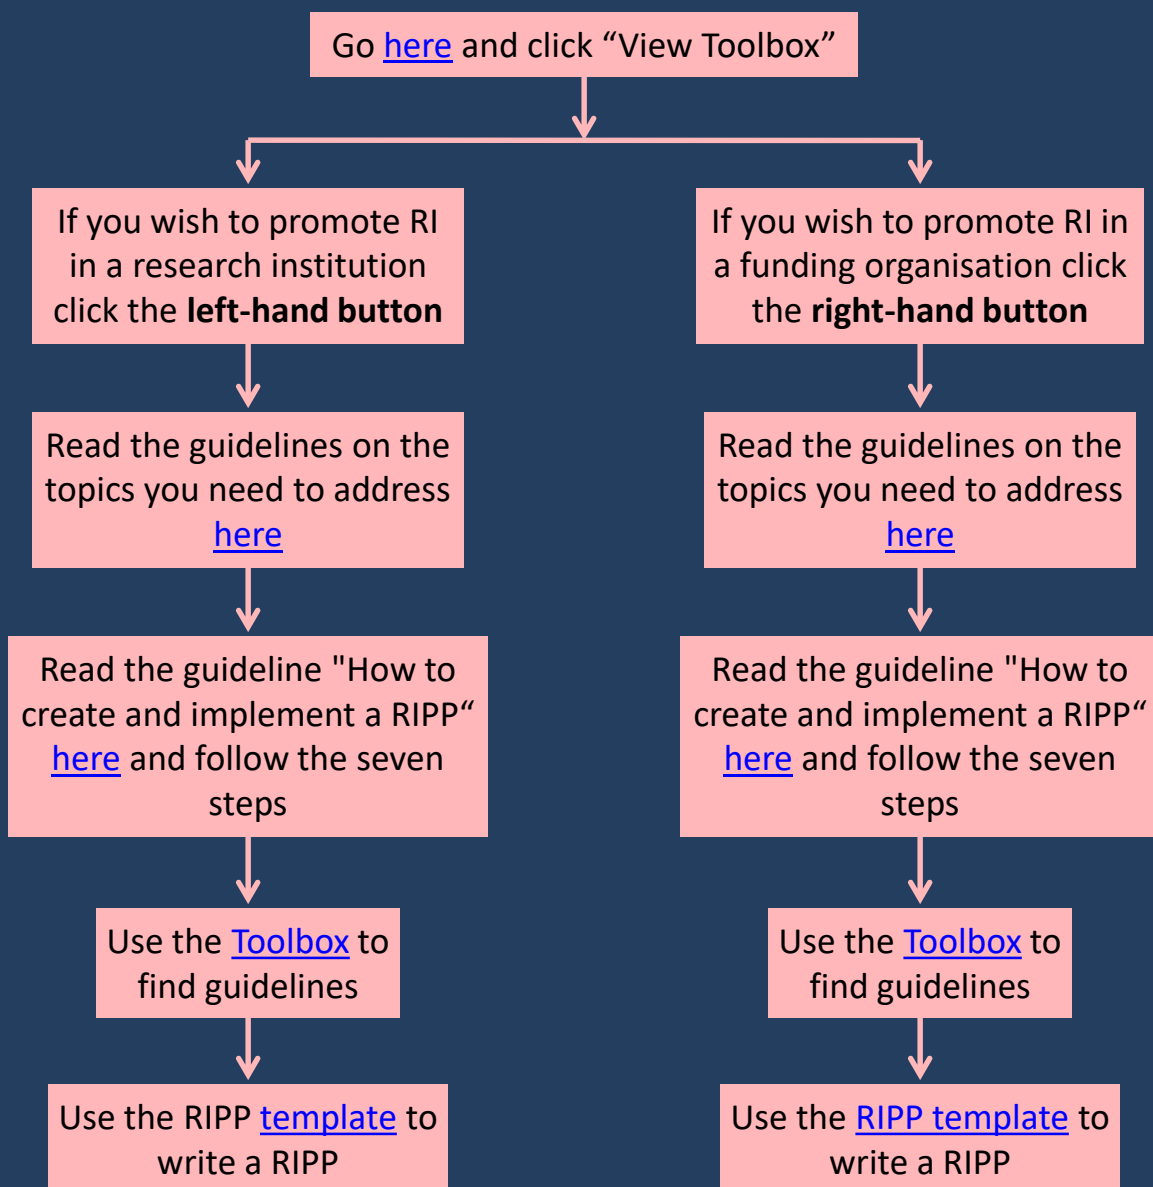 Go here and click “View Toolbox”
If you wish to promote RI
in a research institution
click the left-hand button
Read the guidelines on the
topics you need to address
here
Read the guideline "How to
create and implement a RIPP“
here and follow the seven
steps
Use the Toolbox to
find guidelines
Use the RIPP template to
write a RIPP
If you wish to promote RI in
a funding organisation click
the right-hand button
Read the guidelines on the
topics you need to address
here
Read the guideline "How to
create and implement a RIPP“
here and follow the seven
steps
Use the Toolbox to
find guidelines
Use the RIPP template to
write a RIPP